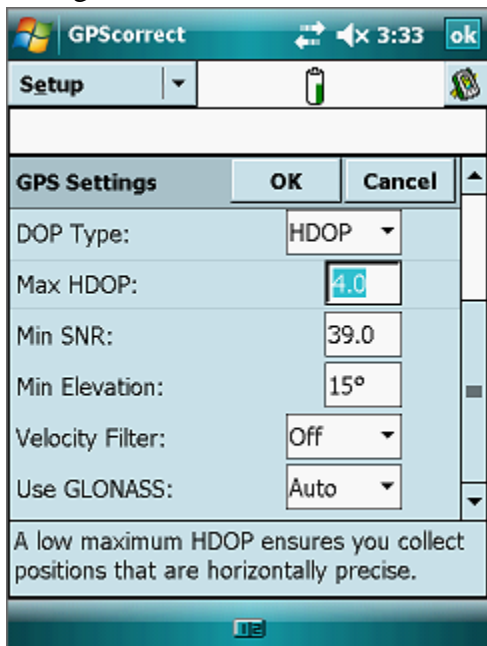 GPScorrect 3:33 ok
Setup
GPS Settings OK Cancel
DOP Type: HDOP
Max HDOP: 4.0
Min SNR: 39.0
Min Elevation: 15°
Velocity Filter: Off
Use GLONASS: Auto
A low maximum HDOP ensures you collect
positions that are horizontally precise.